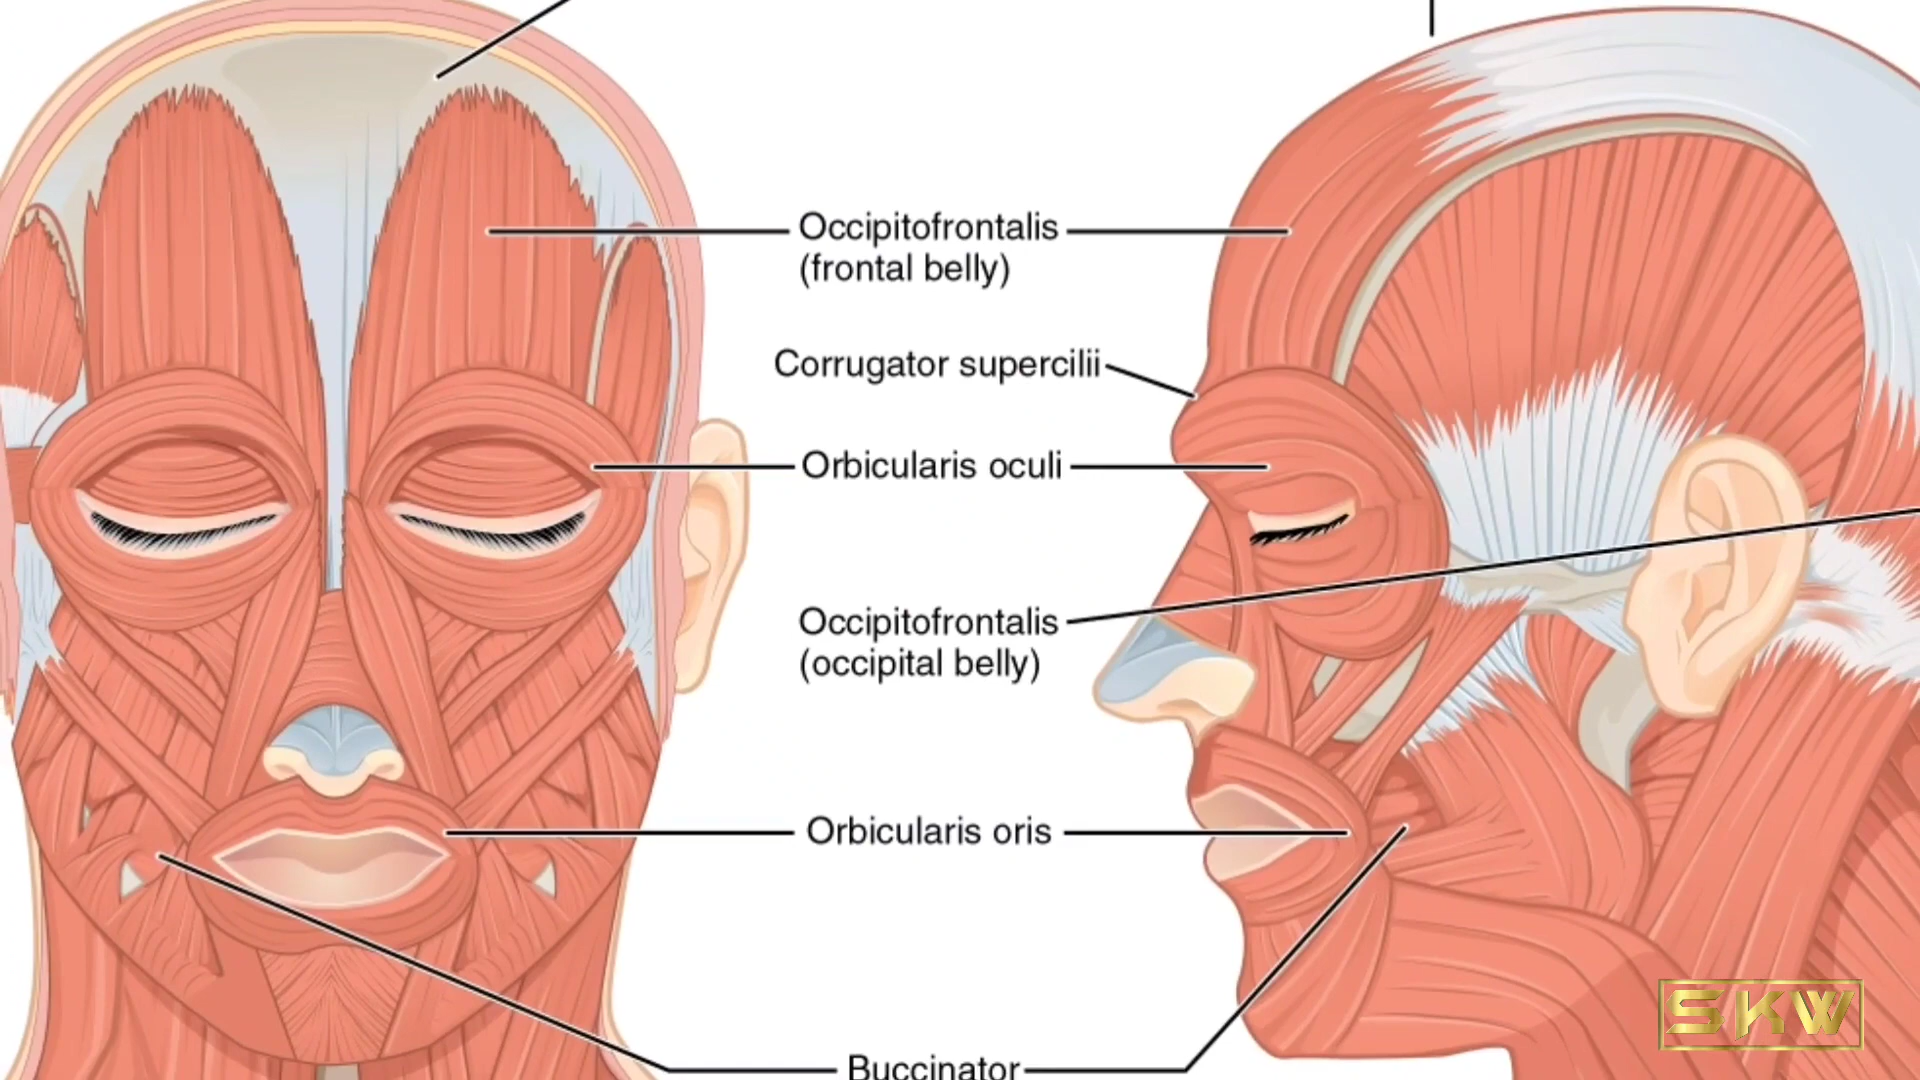 Occipitofrontalis
(frontal belly)
Corrugator supercilii
Orbicularis oculi
Occipitofrontalis
(occipital belly)
Orbicularis oris
Buccinator
SKW